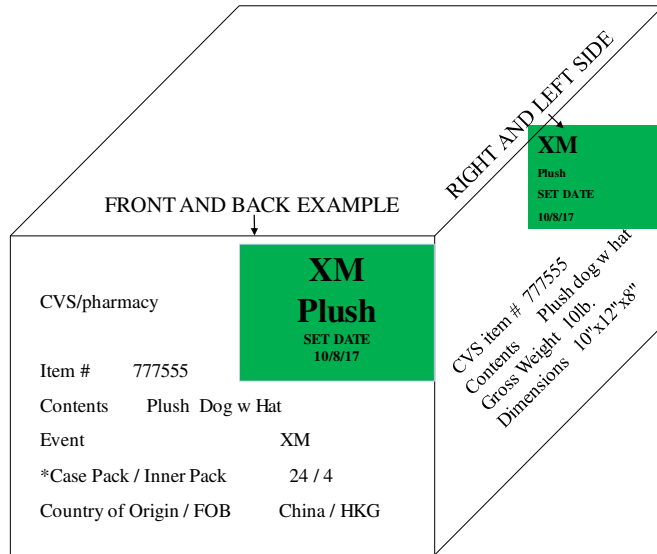 RIGHT AND LEFT SIDE
XM
Plush
SET DATE
10/8/17
FRONT AND BACK EXAMPLE
XM
Plush
SET DATE
10/8/17
CVS/pharmacy
Item # 777555
Contents Plush Dog w Hat
Event XM
*Case Pack / Inner Pack 24 / 4
Country of Origin / FOB China / HKG
CVS item # 777555
Contents Plush dog w hat
Gross Weight 10lb.
Dimensions 10"x12"x8"